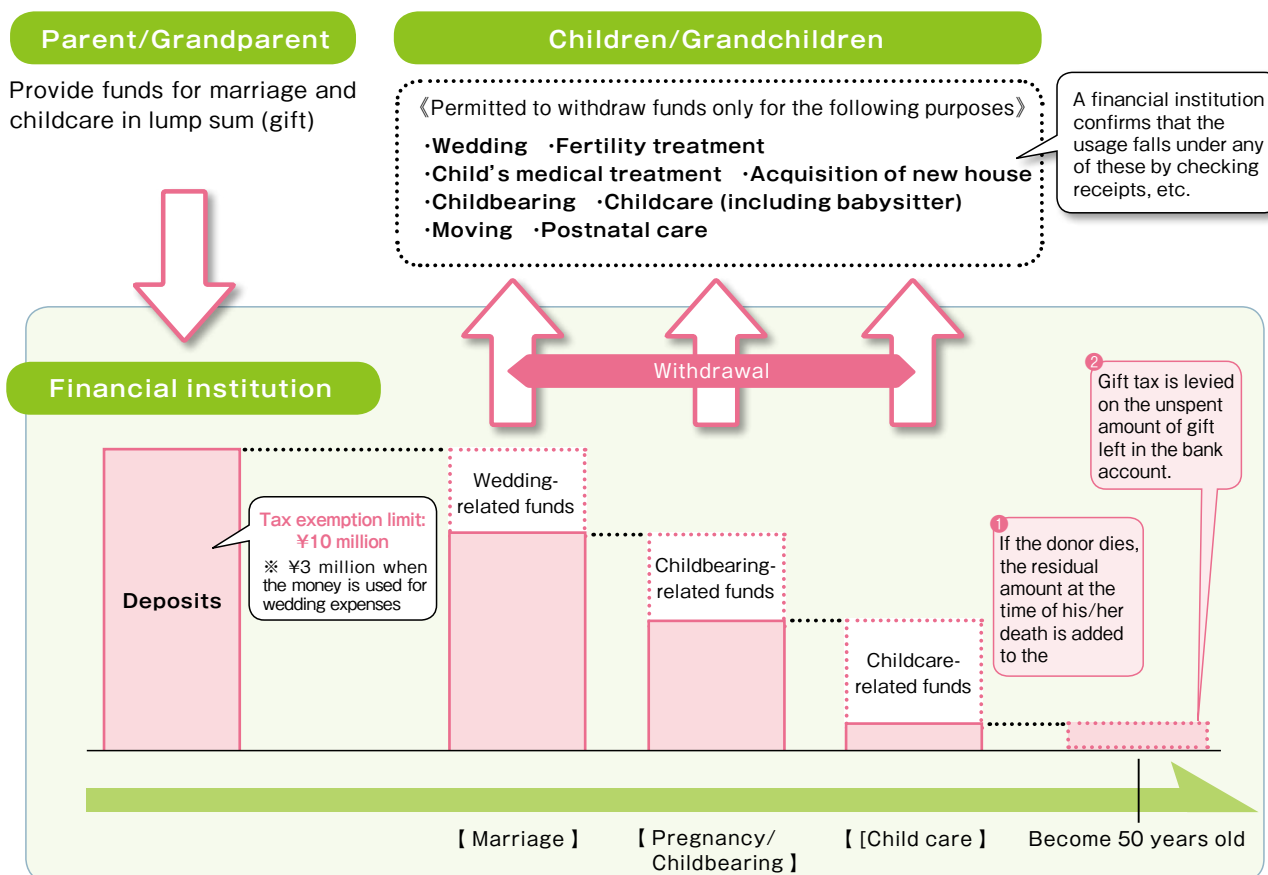 Parent/Grandparent
Provide funds for marriage and
childcare in lump sum (gift)
Children/Grandchildren
《Permitted to withdraw funds only for the following purposes》
·Wedding ·Fertility treatment
·Child's medical treatment ·Acquisition of new house
·Childbearing ·Childcare (including babysitter)
·Moving ·Postnatal care
A financial institution
confirms that the
usage falls under any
of these by checking
receipts, etc.
Financial institution
Withdrawal
Deposits
Tax exemption limit:
¥10 million
※ ¥3 million when
the money is used for
wedding expenses
Wedding-
related funds
Childbearing-
related funds
Childcare-
related funds
1
If the donor dies,
the residual
amount at the
time of his/her
death is added
to the
2
Gift tax is levied
on the unspent
amount of gift
left in the bank
account.
【 Marriage 】
【 Pregnancy/
Childbearing 】
【 [Child care 】
Become 50 years old